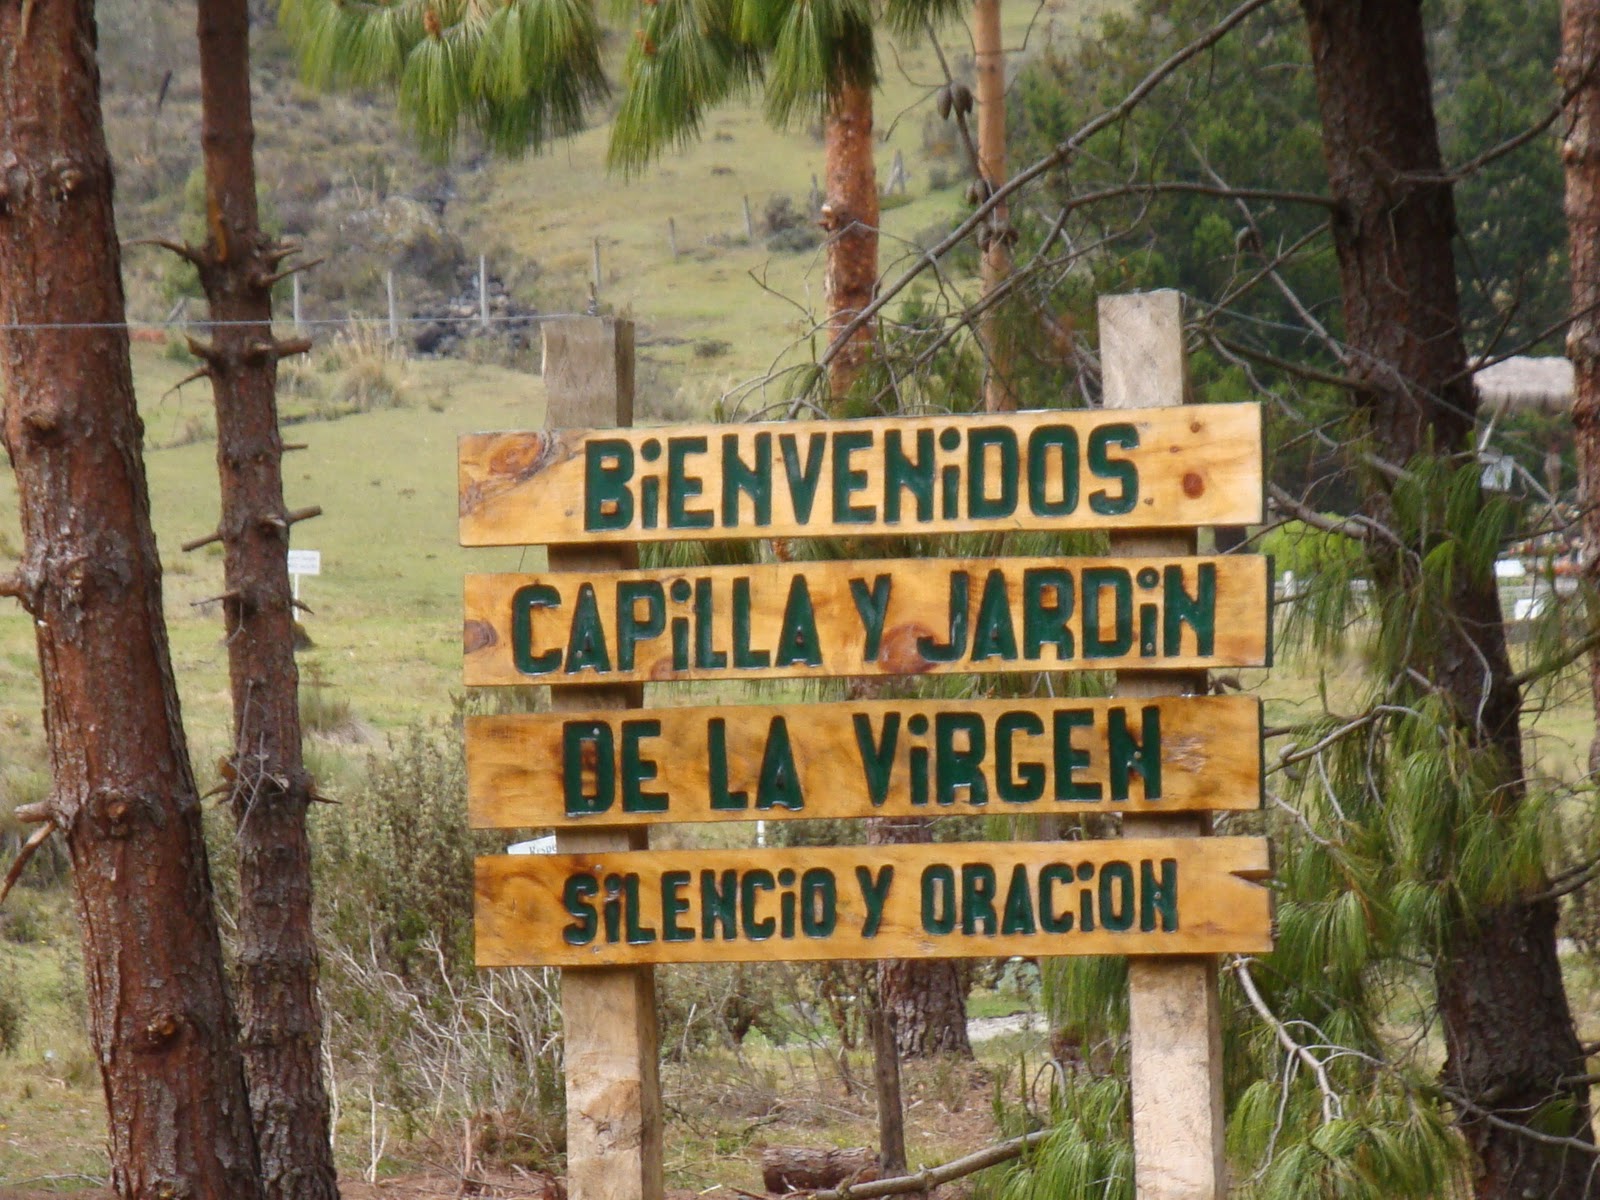 BiENVENiDOS
CAPiLLA Y JARDiN
DE LA ViRGEN
SiLENCiO Y ORACiON